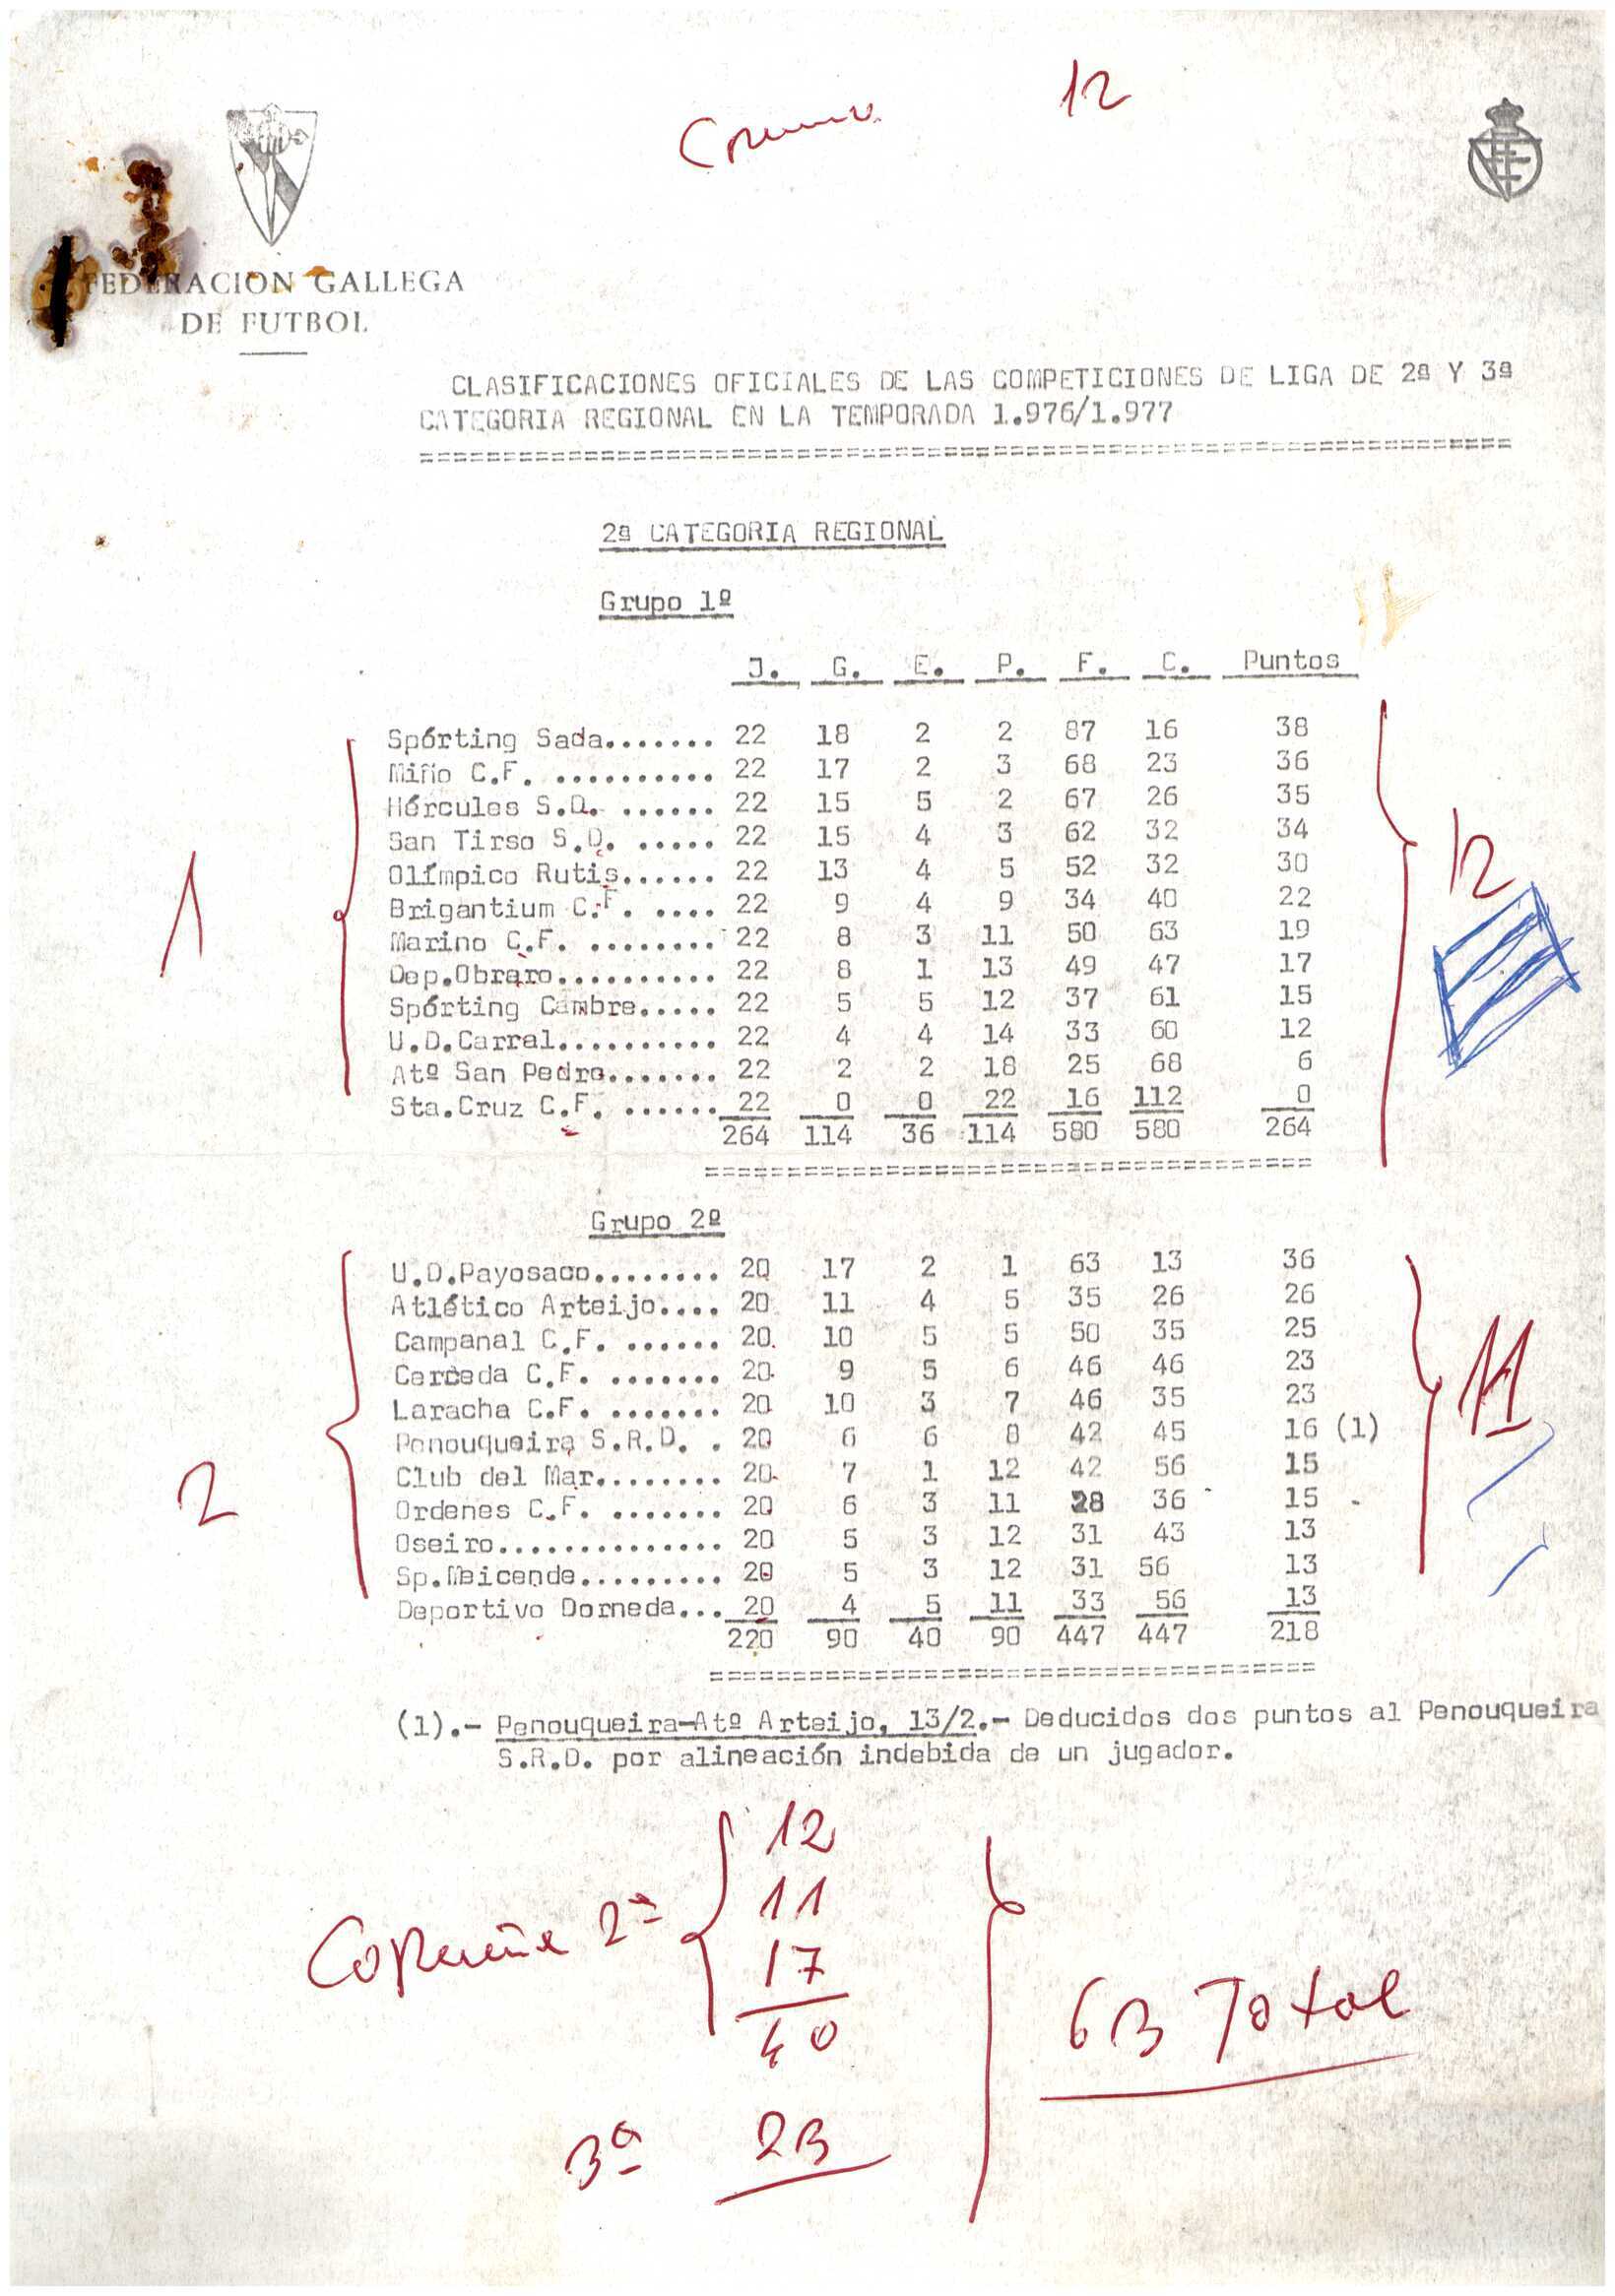 12
FEDERACION GALLEGA
DE FUTBOL
CLASIFICACIONES OFICIALES DE LAS COMPETICIONES DE LIGA DE 2ª Y 3ª
CATEGORIA REGIONAL EN LA TEMPORADA 1.976/1.977
2ª CATEGORIA REGIONAL
Grupo 1º
J. G. E. P. F. C. Puntos
Spórting Sada....... 22 18 2 2 87 16 38
Miño C.F. .......... 22 17 2 3 68 23 36
Hércules S.D. ...... 22 15 5 2 67 26 35
San Tirso S.D. ..... 22 15 4 3 62 32 34
Olímpico Rutis...... 22 13 4 5 52 32 30
Brigantium C.F. .... 22 9 4 9 34 40 22
Marino C.F. ........ 22 8 3 11 50 63 19
Dep.Obraro.......... 22 8 1 13 49 47 17
Spórting Cambre..... 22 5 5 12 37 61 15
U.D.Carral.......... 22 4 4 14 33 60 12
Atº San Pedro....... 22 2 2 18 25 68 6
Sta.Cruz C.F. ...... 22 0 0 22 16 112 0
264 114 36 114 580 580 264
1
12
Grupo 2º
U.D.Payosaco........ 20 17 2 1 63 13 36
Atlético Arteijo.... 20 11 4 5 35 26 26
Campanal C.F. ...... 20 10 5 5 50 35 25
Cerceda C.F. ....... 20 9 5 6 46 46 23
Laracha C.F. ....... 20 10 3 7 46 35 23
Penouqueira S.R.D. . 20 6 6 8 42 45 16 (1)
Club del Mar........ 20 7 1 12 42 56 15
Ordenes C.F. ....... 20 6 3 11 28 36 15
Oseiro.............. 20 5 3 12 31 43 13
Sp.Meicende......... 20 5 3 12 31 56 13
Deportivo Dorneda... 20 4 5 11 33 56 13
220 90 40 90 447 447 218
2
11
(1).- Penouqueira-Atº Arteijo, 13/2.- Deducidos dos puntos al Penouqueira
S.R.D. por alineación indebida de un jugador.
12
11
Coruña 2ª 17
40
63 Total
3ª 23